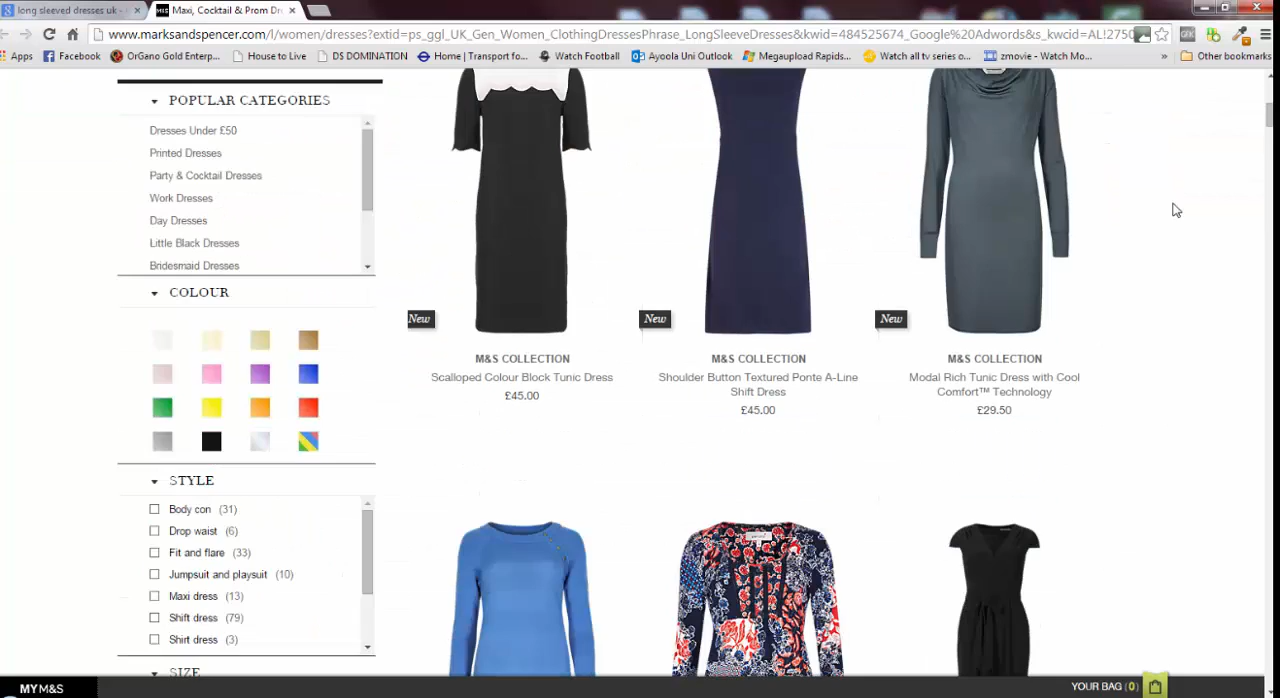 long sleeved dresses uk -
Maxi, Cocktail & Prom Dr
www.marksandspencer.com/l/women/dresses?extid=ps_ggl_UK_Gen_Women_ClothingDressesPhrase_LongSleeveDresses&kwid=484525674_Google%20Adwords&s_kwcid=AL!2750
Apps Facebook OrGano Gold Enterp... House to Live DS DOMINATION Home | Transport fo... Watch Football Ayoola Uni Outlook Megaupload Rapids... Watch all tv series o... zmovie - Watch Mo... » Other bookmarks
POPULAR CATEGORIES
Dresses Under £50
Printed Dresses
Party & Cocktail Dresses
Work Dresses
Day Dresses
Little Black Dresses
Bridesmaid Dresses
COLOUR
STYLE
Body con (31)
Drop waist (6)
Fit and flare (33)
Jumpsuit and playsuit (10)
Maxi dress (13)
Shift dress (79)
Shirt dress (3)
SIZE
New
M&S COLLECTION
Scalloped Colour Block Tunic Dress
£45.00
New
M&S COLLECTION
Shoulder Button Textured Ponte A-Line
Shift Dress
£45.00
New
M&S COLLECTION
Modal Rich Tunic Dress with Cool
Comfort™ Technology
£29.50
MY M&S
YOUR BAG (0)